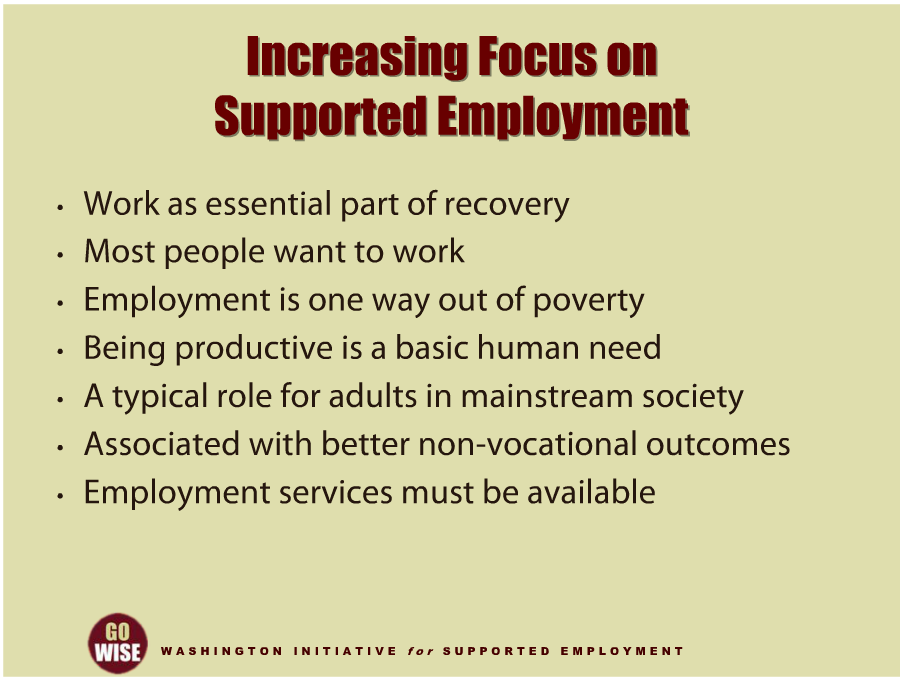 Increasing Focus on
Supported Employment
• Work as essential part of recovery
• Most people want to work
• Employment is one way out of poverty
• Being productive is a basic human need
• A typical role for adults in mainstream society
• Associated with better non-vocational outcomes
• Employment services must be available
GO
WISE
WASHINGTON INITIATIVE for SUPPORTED EMPLOYMENT